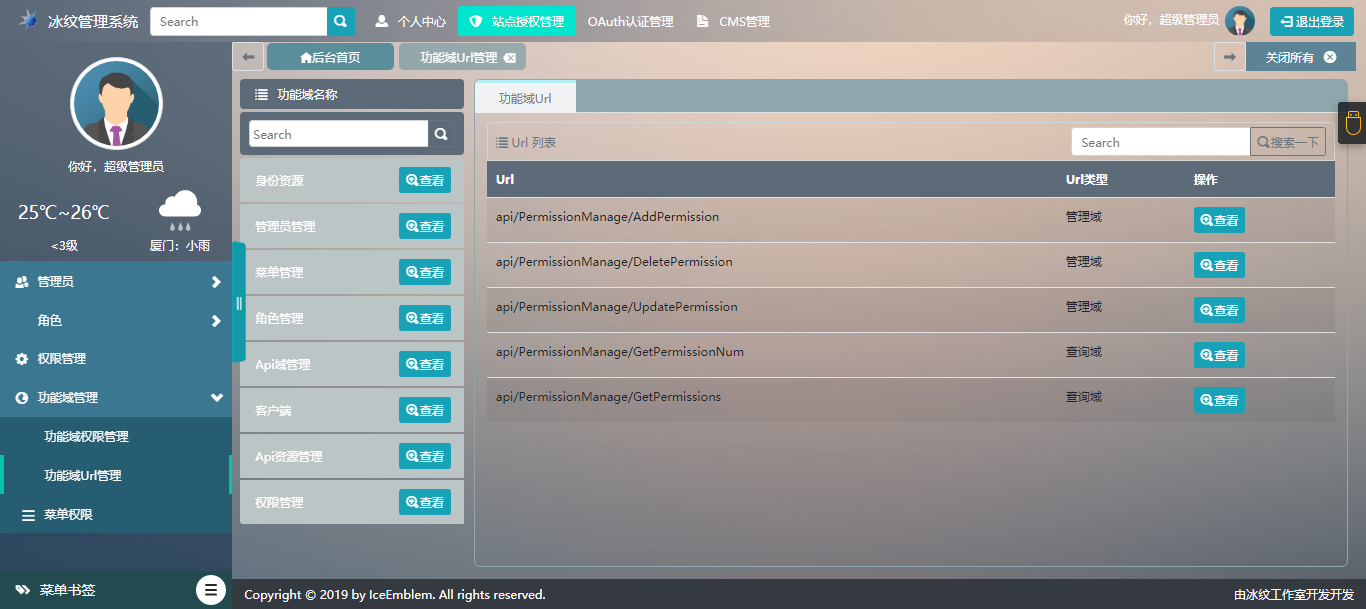 冰纹管理系统
Search
个人中心
站点授权管理
OAuth认证管理
CMS管理
你好，超级管理员
退出登录
后台首页
功能域Url管理
关闭所有
你好，超级管理员
25℃~26℃
<3级
厦门：小雨
管理员
角色
权限管理
功能域管理
功能域权限管理
功能域Url管理
菜单权限
菜单书签
功能域名称
Search
身份资源 查看
管理员管理 查看
菜单管理 查看
角色管理 查看
Api域管理 查看
客户端 查看
Api资源管理 查看
权限管理 查看
功能域Url
Url 列表
Search
搜索一下
Url Url类型 操作
api/PermissionManage/AddPermission 管理域 查看
api/PermissionManage/DeletePermission 管理域 查看
api/PermissionManage/UpdatePermission 管理域 查看
api/PermissionManage/GetPermissionNum 查询域 查看
api/PermissionManage/GetPermissions 查询域 查看
Copyright © 2019 by IceEmblem. All rights reserved.
由冰纹工作室开发开发